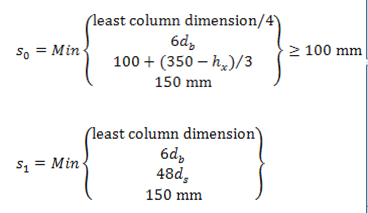 least column dimension/4
6d_b
s_0 = Min { 100 + (350 − h_x)/3 } ≥ 100 mm
150 mm
least column dimension
6d_b
s_1 = Min { 48d_s }
150 mm